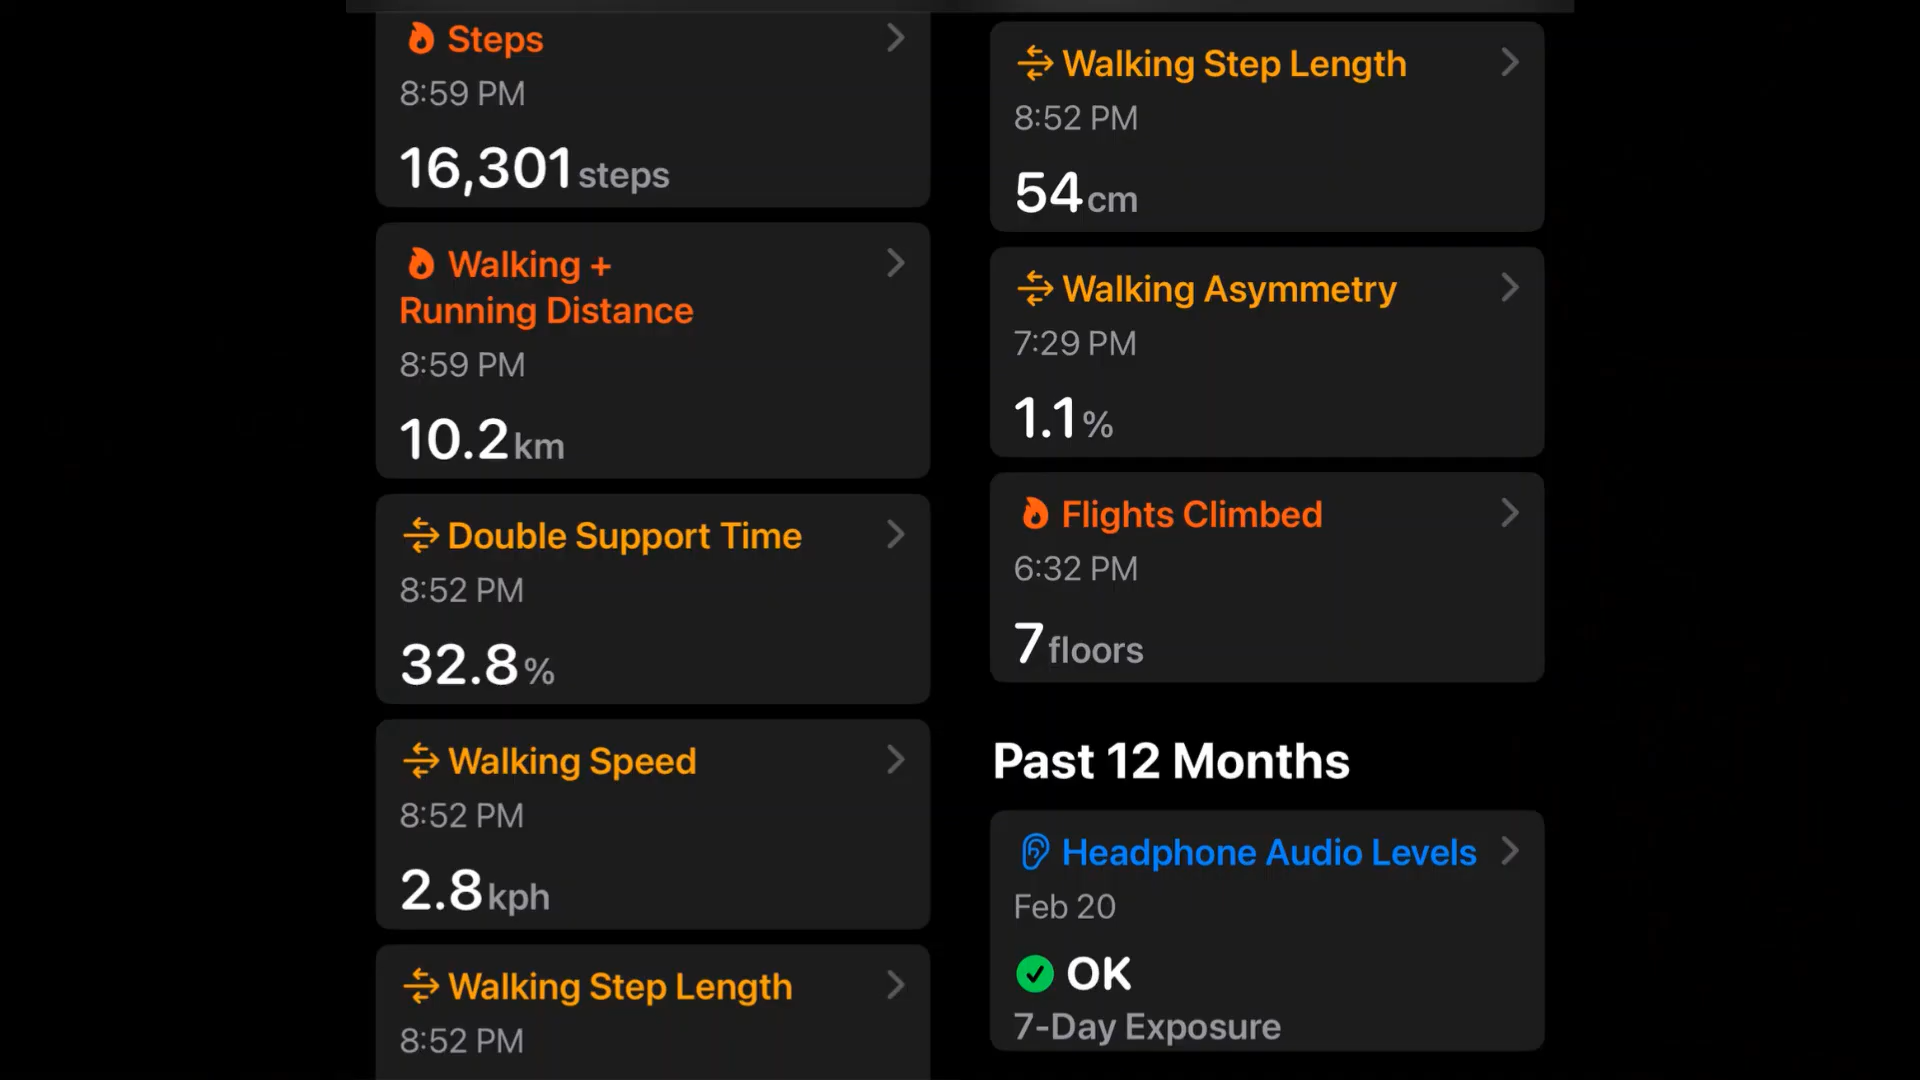 Steps
8:59 PM
16,301 steps
Walking +
Running Distance
8:59 PM
10.2 km
Double Support Time
8:52 PM
32.8 %
Walking Speed
8:52 PM
2.8 kph
Walking Step Length
8:52 PM
Walking Step Length
8:52 PM
54 cm
Walking Asymmetry
7:29 PM
1.1 %
Flights Climbed
6:32 PM
7 floors
Past 12 Months
Headphone Audio Levels
Feb 20
OK
7-Day Exposure